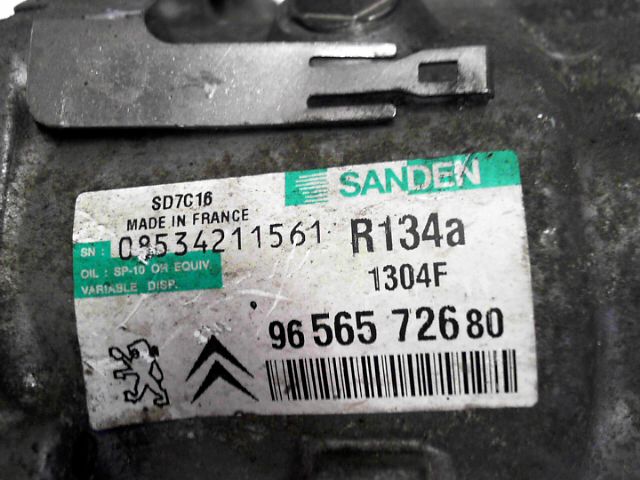 SANDEN
SD7C16
MADE IN FRANCE
SN : 08534211561
R134a
OIL : SP-10 OR EQUIV.
VARIABLE DISP.
1304F
96 565 726 80